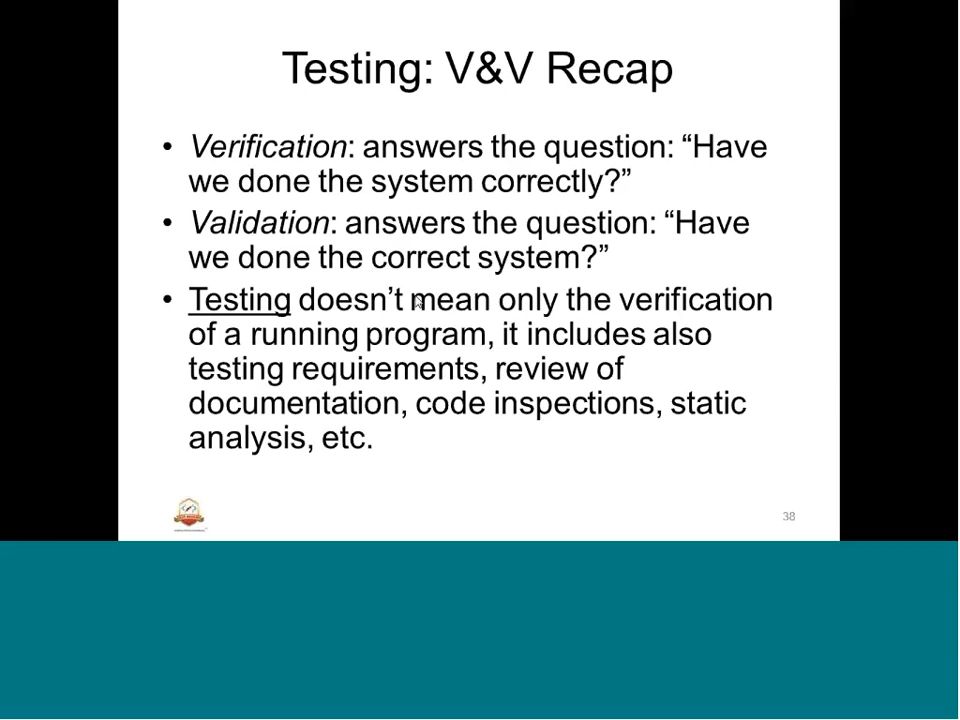 Testing: V&V Recap
• Verification: answers the question: “Have
we done the system correctly?”
• Validation: answers the question: “Have
we done the correct system?”
• Testing doesn’t mean only the verification
of a running program, it includes also
testing requirements, review of
documentation, code inspections, static
analysis, etc.
38